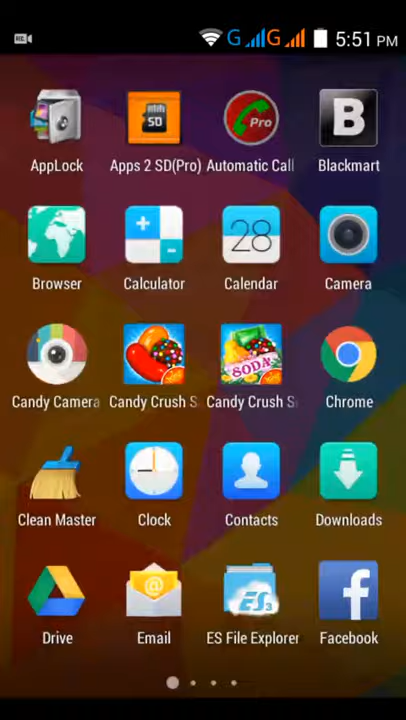 REC
G G 5:51 PM
SD Pro B
AppLock Apps 2 SD(Pro) Automatic Call Blackmart
28
Browser Calculator Calendar Camera
SODA
Candy Camera Candy Crush S Candy Crush S Chrome
Clean Master Clock Contacts Downloads
@ ES 3 f
Drive Email ES File Explorer Facebook